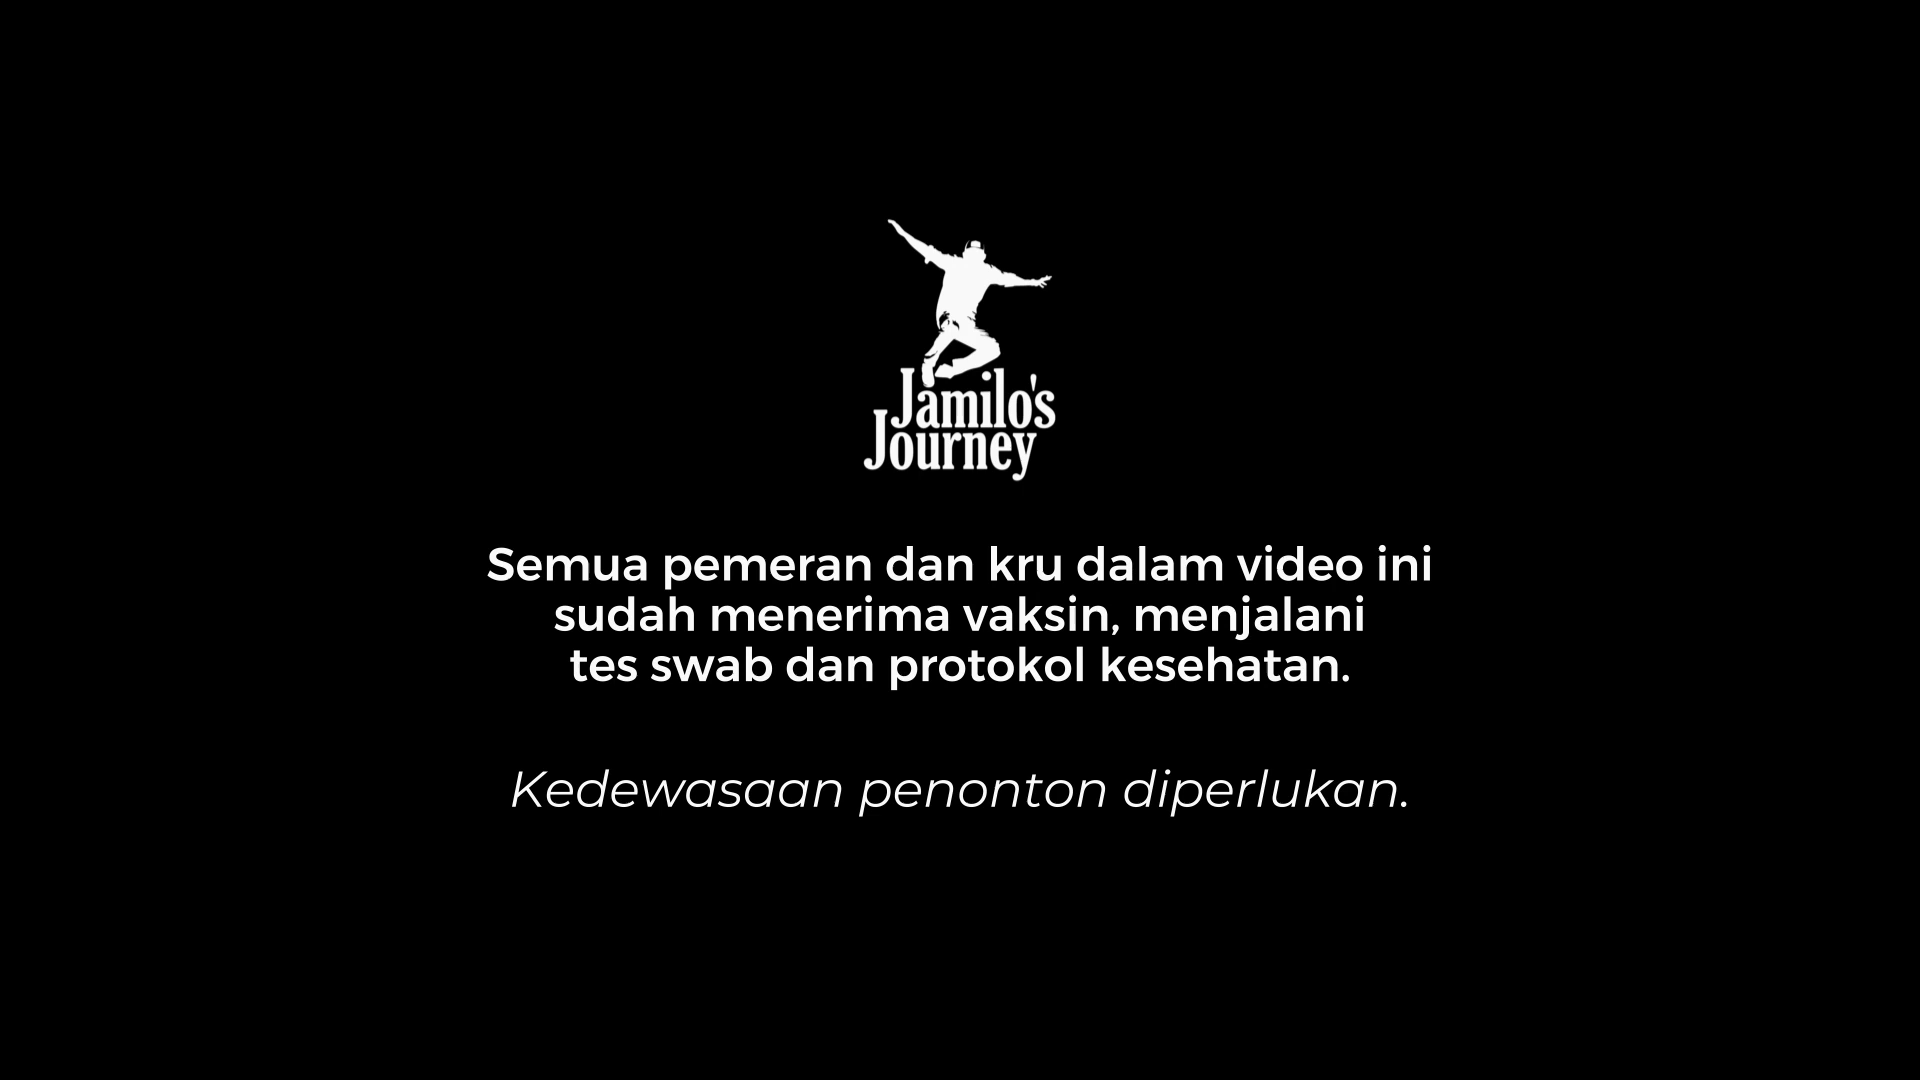 Jamilo's
Journey
Semua pemeran dan kru dalam video ini
sudah menerima vaksin, menjalani
tes swab dan protokol kesehatan.
Kedewasaan penonton diperlukan.